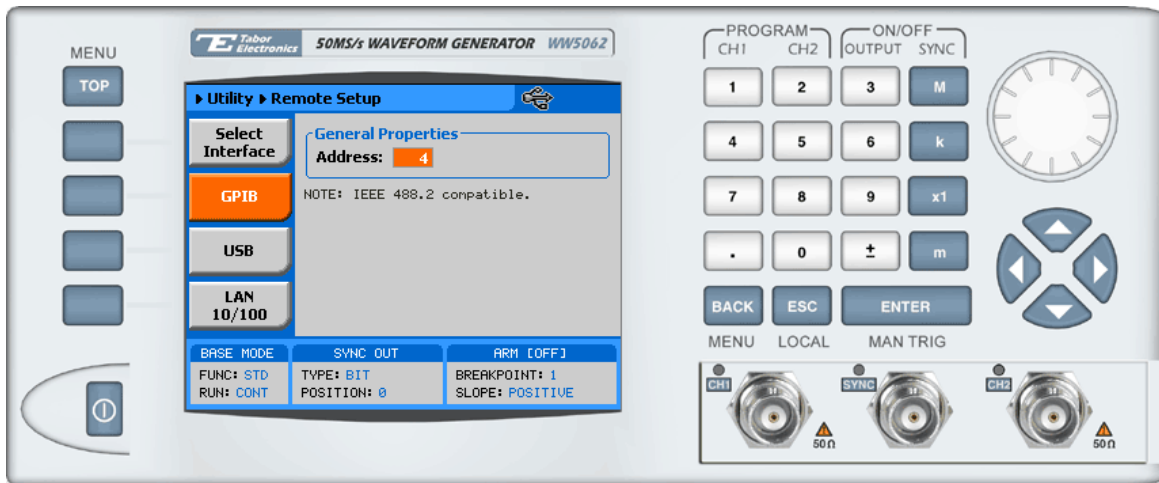 MENU
TOP
Tabor
Electronics
50MS/s WAVEFORM GENERATOR WW5062
Utility Remote Setup
Select
Interface
GPIB
USB
LAN
10/100
General Properties
Address: 4
NOTE: IEEE 488.2 compatible.
BASE MODE SYNC OUT ARM [OFF]
FUNC: STD TYPE: BIT BREAKPOINT: 1
RUN: CONT POSITION: 0 SLOPE: POSITIVE
PROGRAM ON/OFF
CH1 CH2 OUTPUT SYNC
1 2 3 M
4 5 6 k
7 8 9 x1
. 0 ± m
BACK ESC ENTER
MENU LOCAL MAN TRIG
CH1 SYNC CH2
50Ω 50Ω